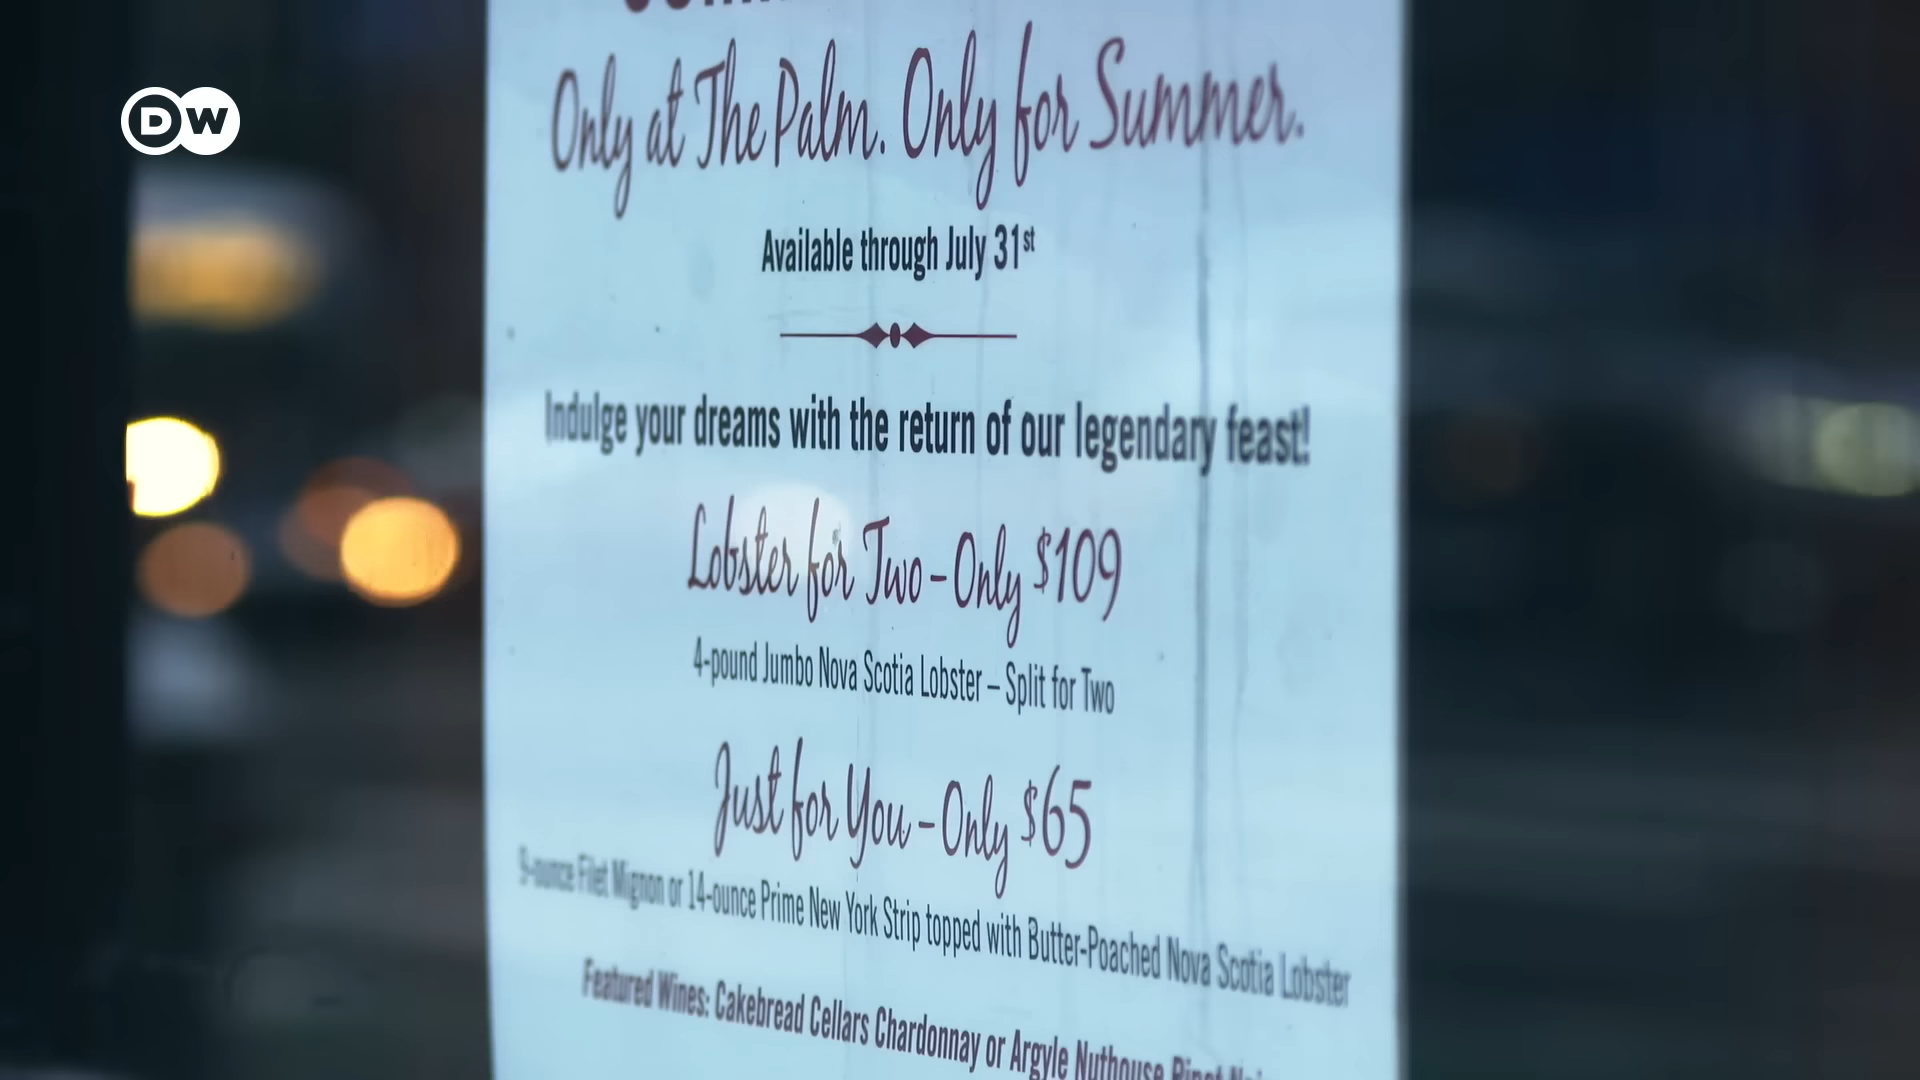 DW
Only at The Palm. Only for Summer.
Available through July 31st
Indulge your dreams with the return of our legendary feast!
Lobster for Two – Only $109
4-pound Jumbo Nova Scotia Lobster – Split for Two
Just for You – Only $65
9-ounce Filet Mignon or 14-ounce Prime New York Strip topped with Butter-Poached Nova Scotia Lobster
Featured Wines: Cakebread Cellars Chardonnay or Argyle Nuthouse Pinot